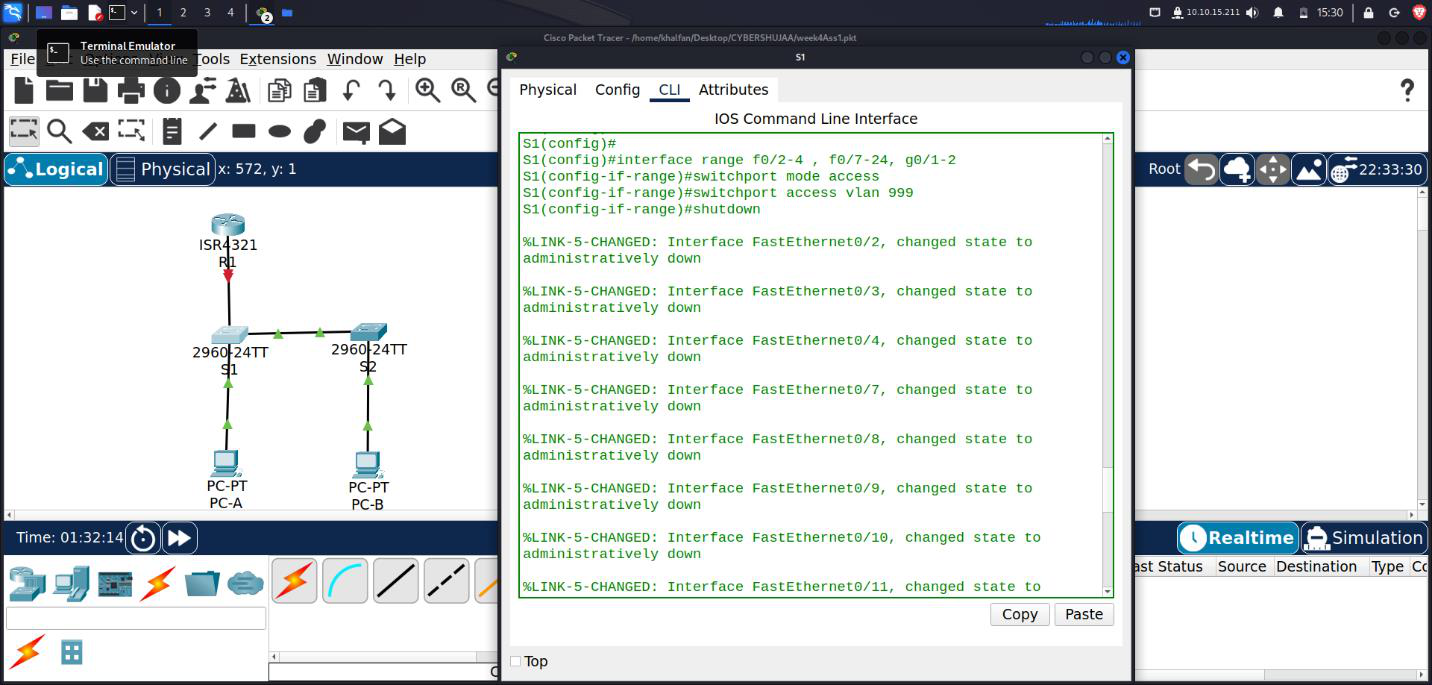 1 2 3 4 2 10.10.15.211 15:30
Cisco Packet Tracer - /home/khalfan/Desktop/CYBERSHUJAA/week4Ass1.pkt
Terminal Emulator
Use the command line
File Tools Extensions Window Help
S1
Physical Config CLI Attributes
IOS Command Line Interface
S1(config)#
S1(config)#interface range f0/2-4 , f0/7-24, g0/1-2
S1(config-if-range)#switchport mode access
S1(config-if-range)#switchport access vlan 999
S1(config-if-range)#shutdown
%LINK-5-CHANGED: Interface FastEthernet0/2, changed state to
administratively down
%LINK-5-CHANGED: Interface FastEthernet0/3, changed state to
administratively down
%LINK-5-CHANGED: Interface FastEthernet0/4, changed state to
administratively down
%LINK-5-CHANGED: Interface FastEthernet0/7, changed state to
administratively down
%LINK-5-CHANGED: Interface FastEthernet0/8, changed state to
administratively down
%LINK-5-CHANGED: Interface FastEthernet0/9, changed state to
administratively down
%LINK-5-CHANGED: Interface FastEthernet0/10, changed state to
administratively down
%LINK-5-CHANGED: Interface FastEthernet0/11, changed state to
Copy Paste
Top
Logical Physical x: 572, y: 1
Root 22:33:30
ISR4321
R1
2960-24TT
S1
2960-24TT
S2
PC-PT
PC-A
PC-PT
PC-B
Time: 01:32:14
Realtime Simulation
ast Status Source Destination Type Co